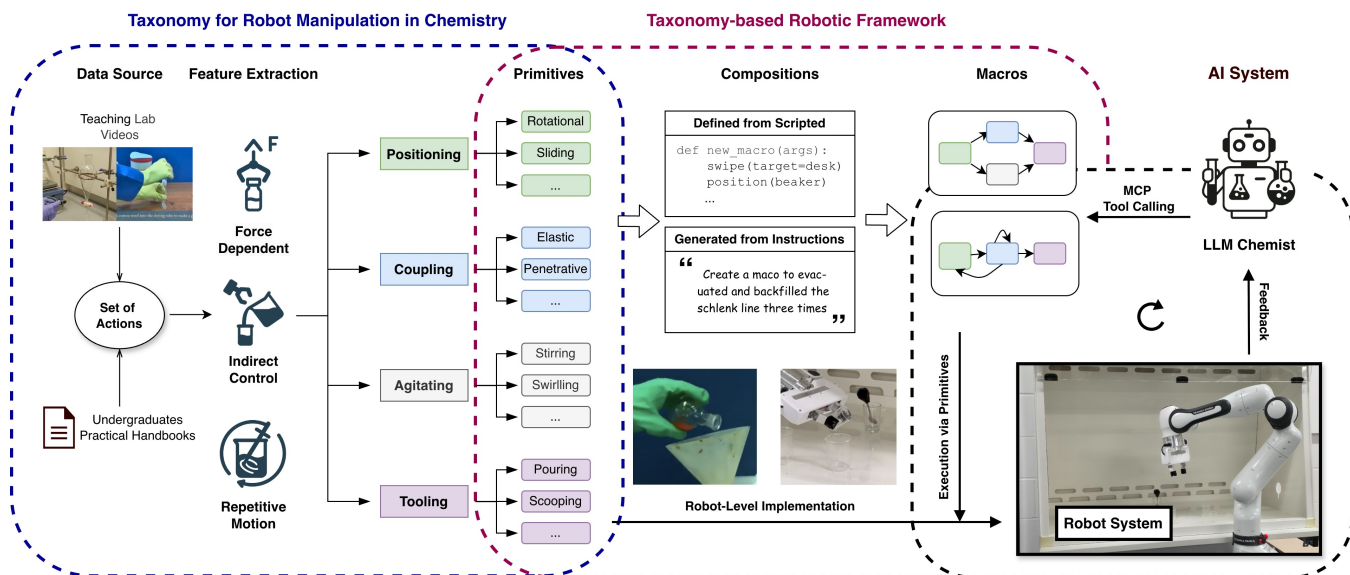 Taxonomy for Robot Manipulation in Chemistry
Taxonomy-based Robotic Framework
Data Source
Feature Extraction
Primitives
Compositions
Macros
AI System
Teaching Lab
Videos
Set of
Actions
Undergraduates
Practical Handbooks
F
Force
Dependent
Indirect
Control
Repetitive
Motion
Positioning
Coupling
Agitating
Tooling
Rotational
Sliding
...
Elastic
Penetrative
...
Stirring
Swirlling
...
Pouring
Scooping
...
Defined from Scripted
def new_macro(args):
swipe(target=desk)
position(beaker)
...
Generated from Instructions
“ Create a maco to evac-
uated and backfilled the
schlenk line three times ”
Robot-Level Implementation
Execution via Primitives
MCP
Tool Calling
LLM Chemist
Feedback
Robot System